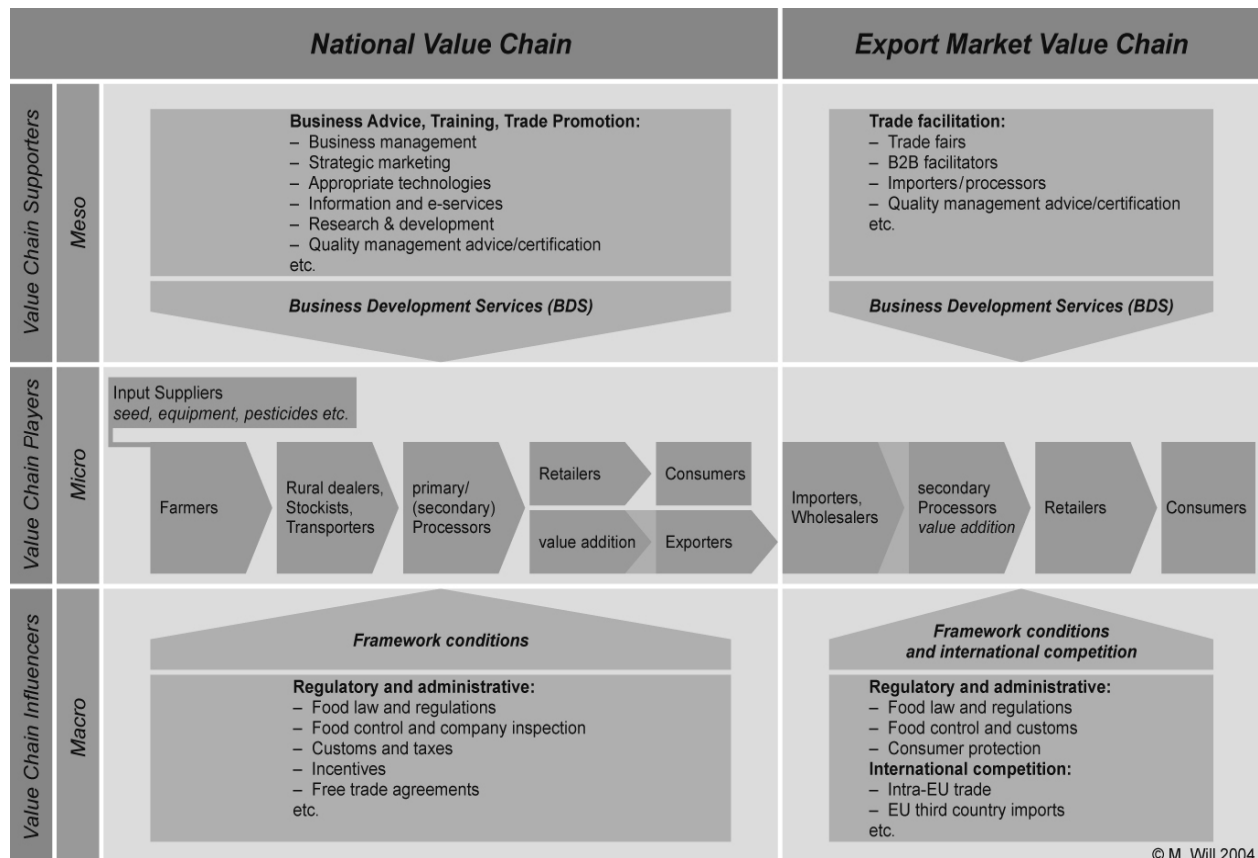 National Value Chain
Export Market Value Chain
Value Chain Supporters
Meso
Business Advice, Training, Trade Promotion:
– Business management
– Strategic marketing
– Appropriate technologies
– Information and e-services
– Research & development
– Quality management advice/certification
etc.
Business Development Services (BDS)
Trade facilitation:
– Trade fairs
– B2B facilitators
– Importers/processors
– Quality management advice/certification
etc.
Business Development Services (BDS)
Value Chain Players
Micro
Input Suppliers
seed, equipment, pesticides etc.
Farmers
Rural dealers,
Stockists,
Transporters
primary/
(secondary)
Processors
Retailers
Consumers
value addition
Exporters
Importers,
Wholesalers
secondary
Processors
value addition
Retailers
Consumers
Value Chain Influencers
Macro
Framework conditions
Regulatory and administrative:
– Food law and regulations
– Food control and company inspection
– Customs and taxes
– Incentives
– Free trade agreements
etc.
Framework conditions
and international competition
Regulatory and administrative:
– Food law and regulations
– Food control and customs
– Consumer protection
International competition:
– Intra-EU trade
– EU third country imports
etc.
© M. Will 2004